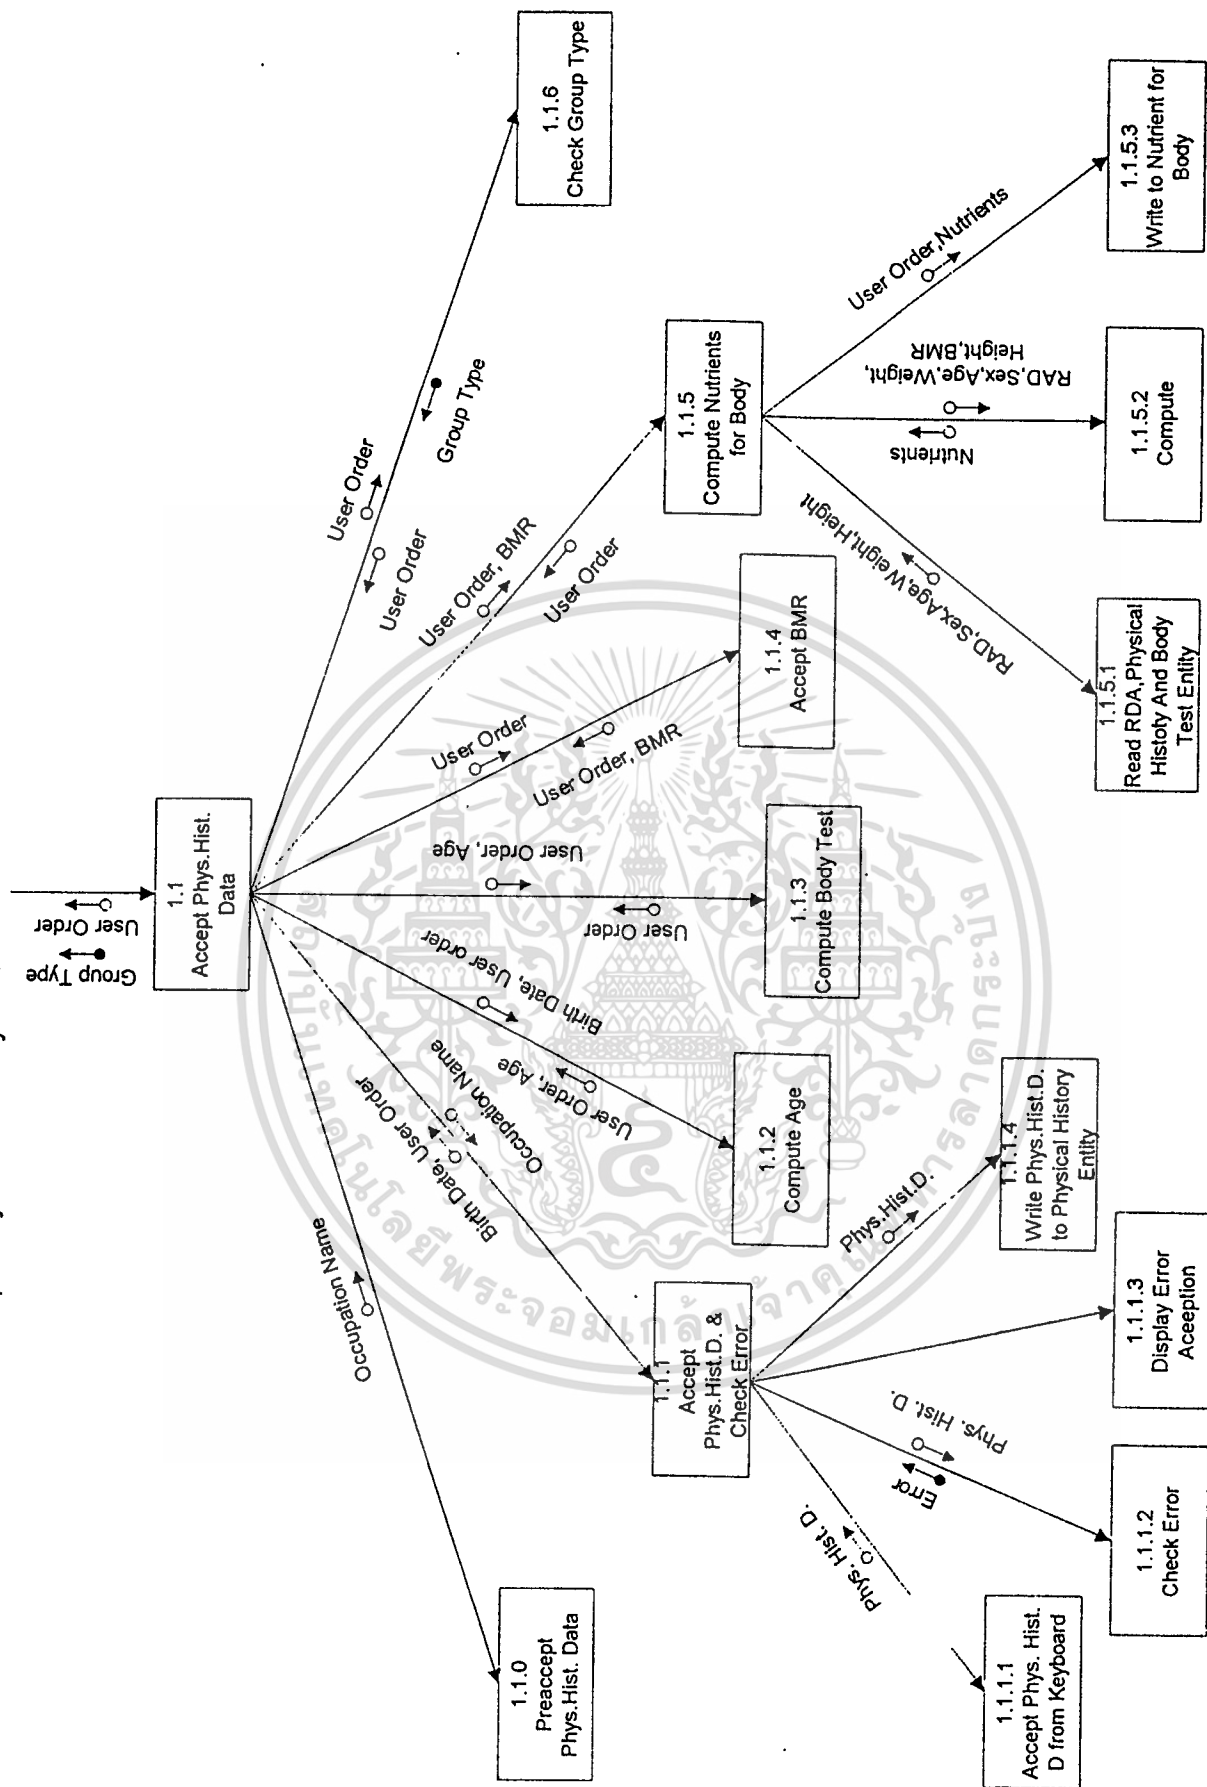 Group Type
User Order
1.1
Accept Phys.Hist.
Data
Occupation Name
Birth Date, User Order
Occupation Name
Birth Date, User order
User Order, Age
User Order, Age
User Order
User Order
User Order, BMR
User Order, BMR
User Order
User Order
User Order
Group Type
1.1.0
Preaccept
Phys.Hist. Data
1.1.1
Accept
Phys.Hist.D. &
Check Error
1.1.2
Compute Age
1.1.3
Compute Body Test
1.1.4
Accept BMR
1.1.5
Compute Nutrients
for Body
1.1.6
Check Group Type
Phys. Hist. D.
Error
Phys. Hist. D.
Phys.Hist.D.
RAD,Sex,Age,Weight,Height
Nutrients
RAD,Sex,Age,Weight,
Height,BMR
User Order,Nutrients
1.1.1.1
Accept Phys. Hist.
D from Keyboard
1.1.1.2
Check Error
1.1.1.3
Display Error
Aceeption
1.1.1.4
Write Phys.Hist.D.
to Physical History
Entity
1.1.5.1
Read RDA,Physical
Histoty And Body
Test Entity
1.1.5.2
Compute
1.1.5.3
Write to Nutrient for
Body